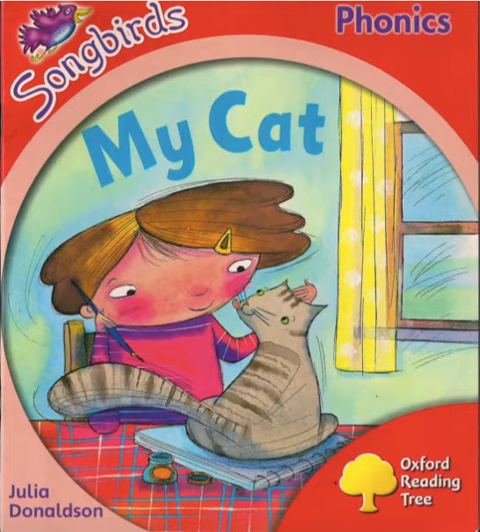 Songbirds
Phonics
My Cat
Julia
Donaldson
Oxford
Reading
Tree